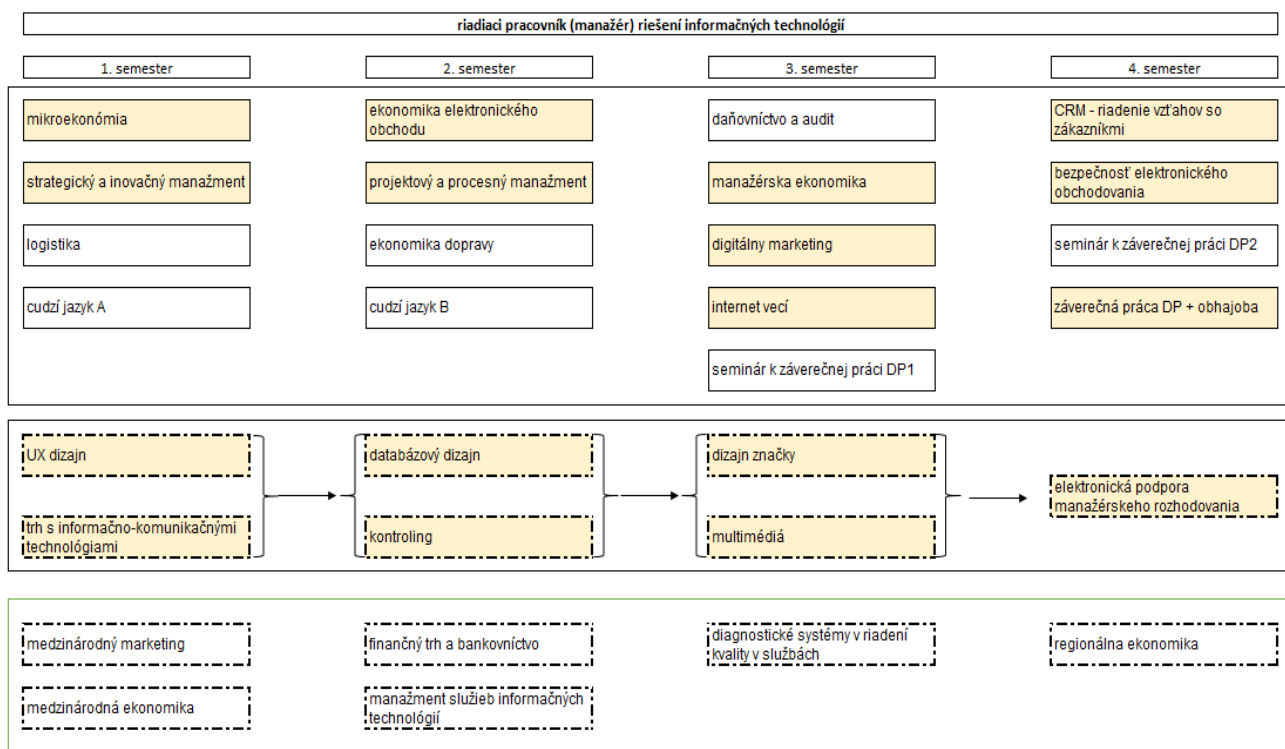 riadiaci pracovník (manažér) riešení informačných technológií
1. semester
2. semester
3. semester
4. semester
mikroekonómia
ekonomika elektronického
obchodu
daňovníctvo a audit
CRM - riadenie vzťahov so
zákazníkmi
strategický a inovačný manažment
projektový a procesný manažment
manažérska ekonomika
bezpečnosť elektronického
obchodovania
logistika
ekonomika dopravy
digitálny marketing
seminár k záverečnej práci DP2
cudzí jazyk A
cudzí jazyk B
internet vecí
záverečná práca DP + obhajoba
seminár k záverečnej práci DP1
UX dizajn
databázový dizajn
dizajn značky
elektronická podpora
manažérskeho rozhodovania
trh s informačno-komunikačnými
technológiami
kontroling
multimédiá
medzinárodný marketing
finančný trh a bankovníctvo
diagnostické systémy v riadení
kvality v službách
regionálna ekonomika
medzinárodná ekonomika
manažment služieb informačných
technológií